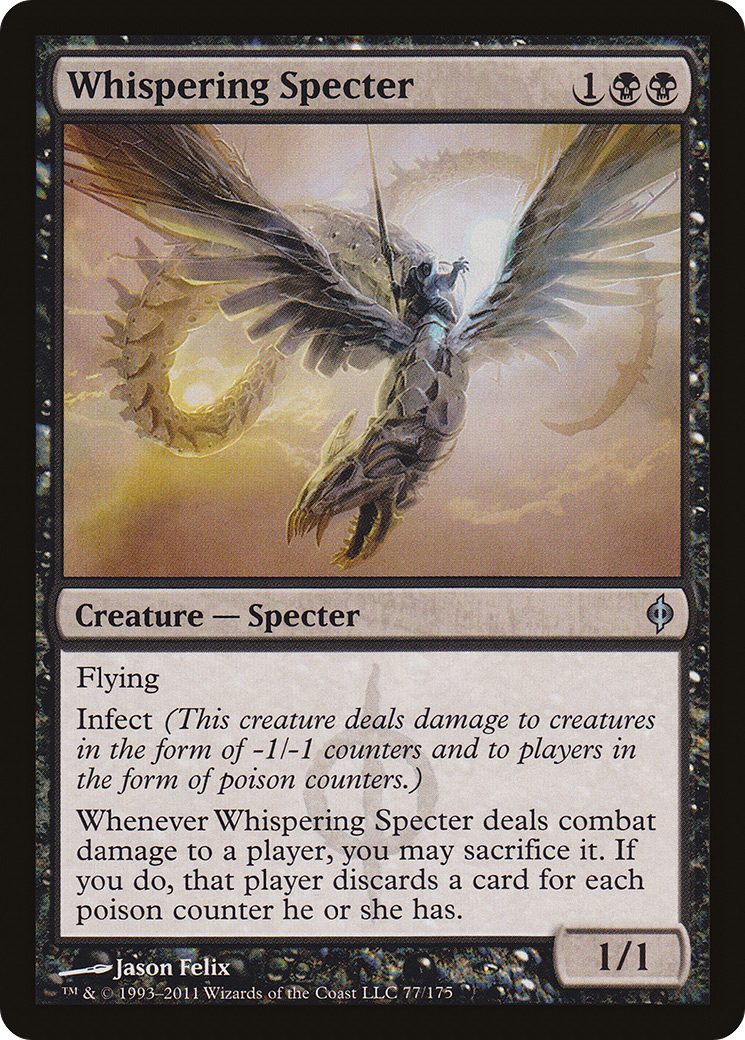 Whispering Specter 1
Creature — Specter
Flying
Infect (This creature deals damage to creatures
in the form of -1/-1 counters and to players in
the form of poison counters.)
Whenever Whispering Specter deals combat
damage to a player, you may sacrifice it. If
you do, that player discards a card for each
poison counter he or she has.
1/1
Jason Felix
™ & © 1993–2011 Wizards of the Coast LLC 77/175